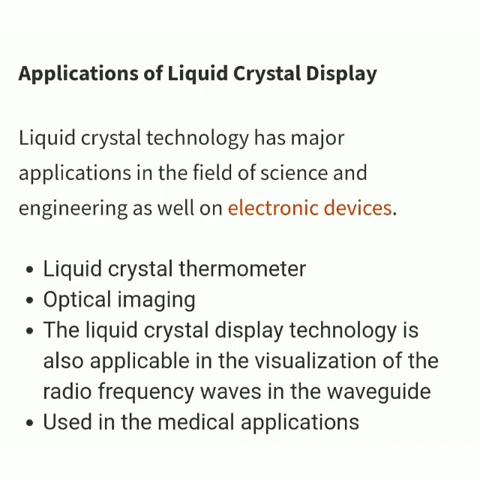 Applications of Liquid Crystal Display
Liquid crystal technology has major
applications in the field of science and
engineering as well on electronic devices.
• Liquid crystal thermometer
• Optical imaging
• The liquid crystal display technology is
also applicable in the visualization of the
radio frequency waves in the waveguide
• Used in the medical applications